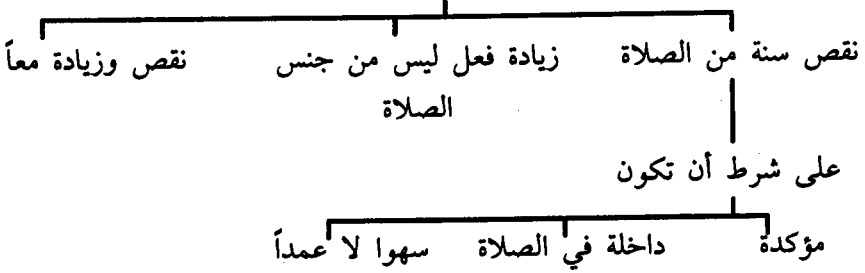 نقص سنة من الصلاة زيادة فعل ليس من جنس نقص وزيادة معاً
الصلاة
على شرط أن تكون
مؤكدة داخلة في الصلاة سهوا لا عمداً